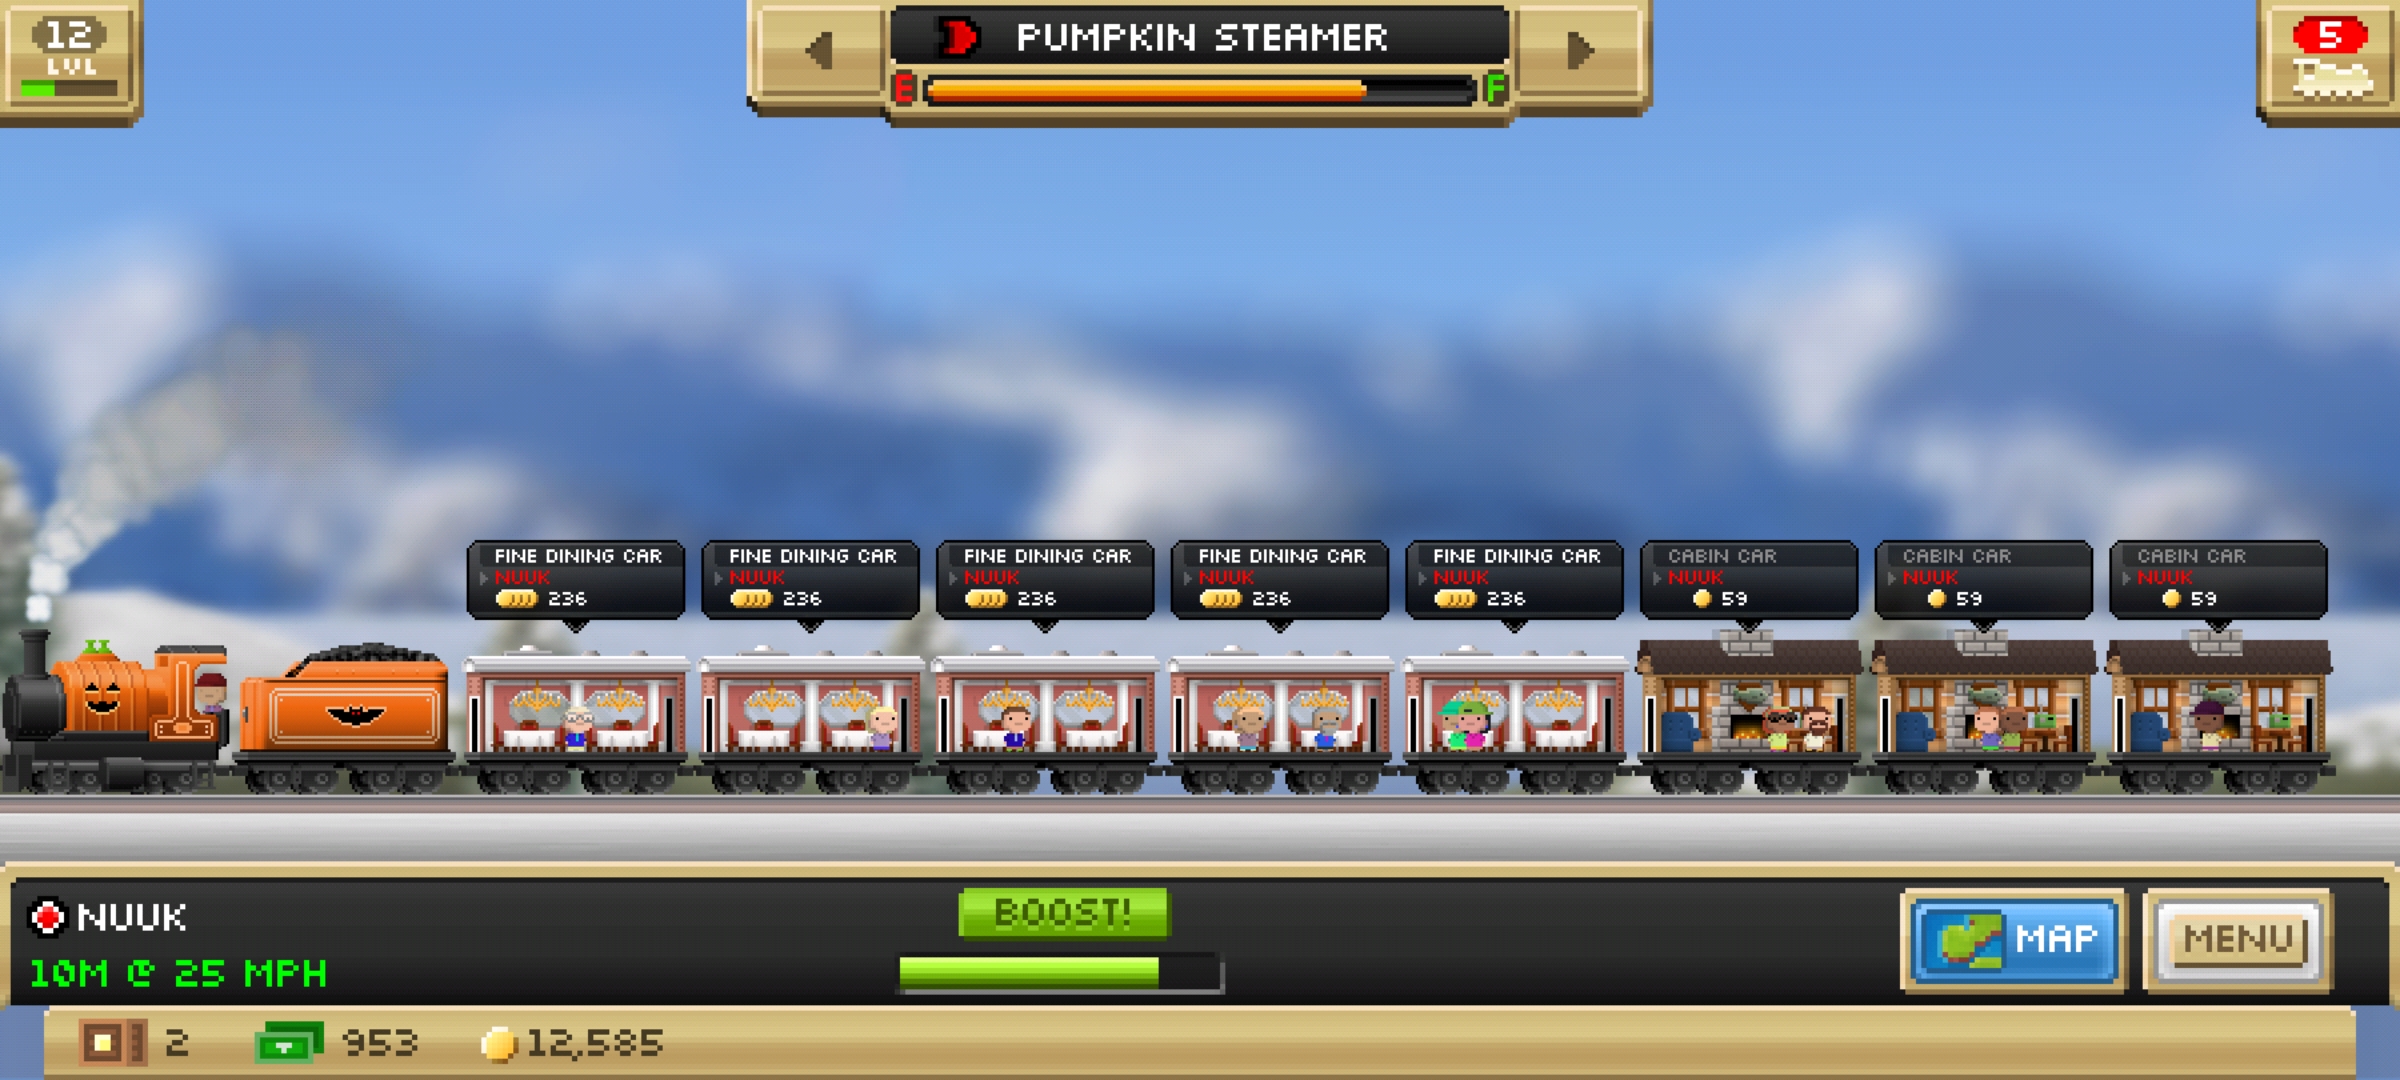 12
LVL
PUMPKIN STEAMER
E F
5
FINE DINING CAR
NUUK
236
FINE DINING CAR
NUUK
236
FINE DINING CAR
NUUK
236
FINE DINING CAR
NUUK
236
FINE DINING CAR
NUUK
236
CABIN CAR
NUUK
59
CABIN CAR
NUUK
59
CABIN CAR
NUUK
59
NUUK
10M @ 25 MPH
BOOST!
MAP
MENU
2 953 12,585